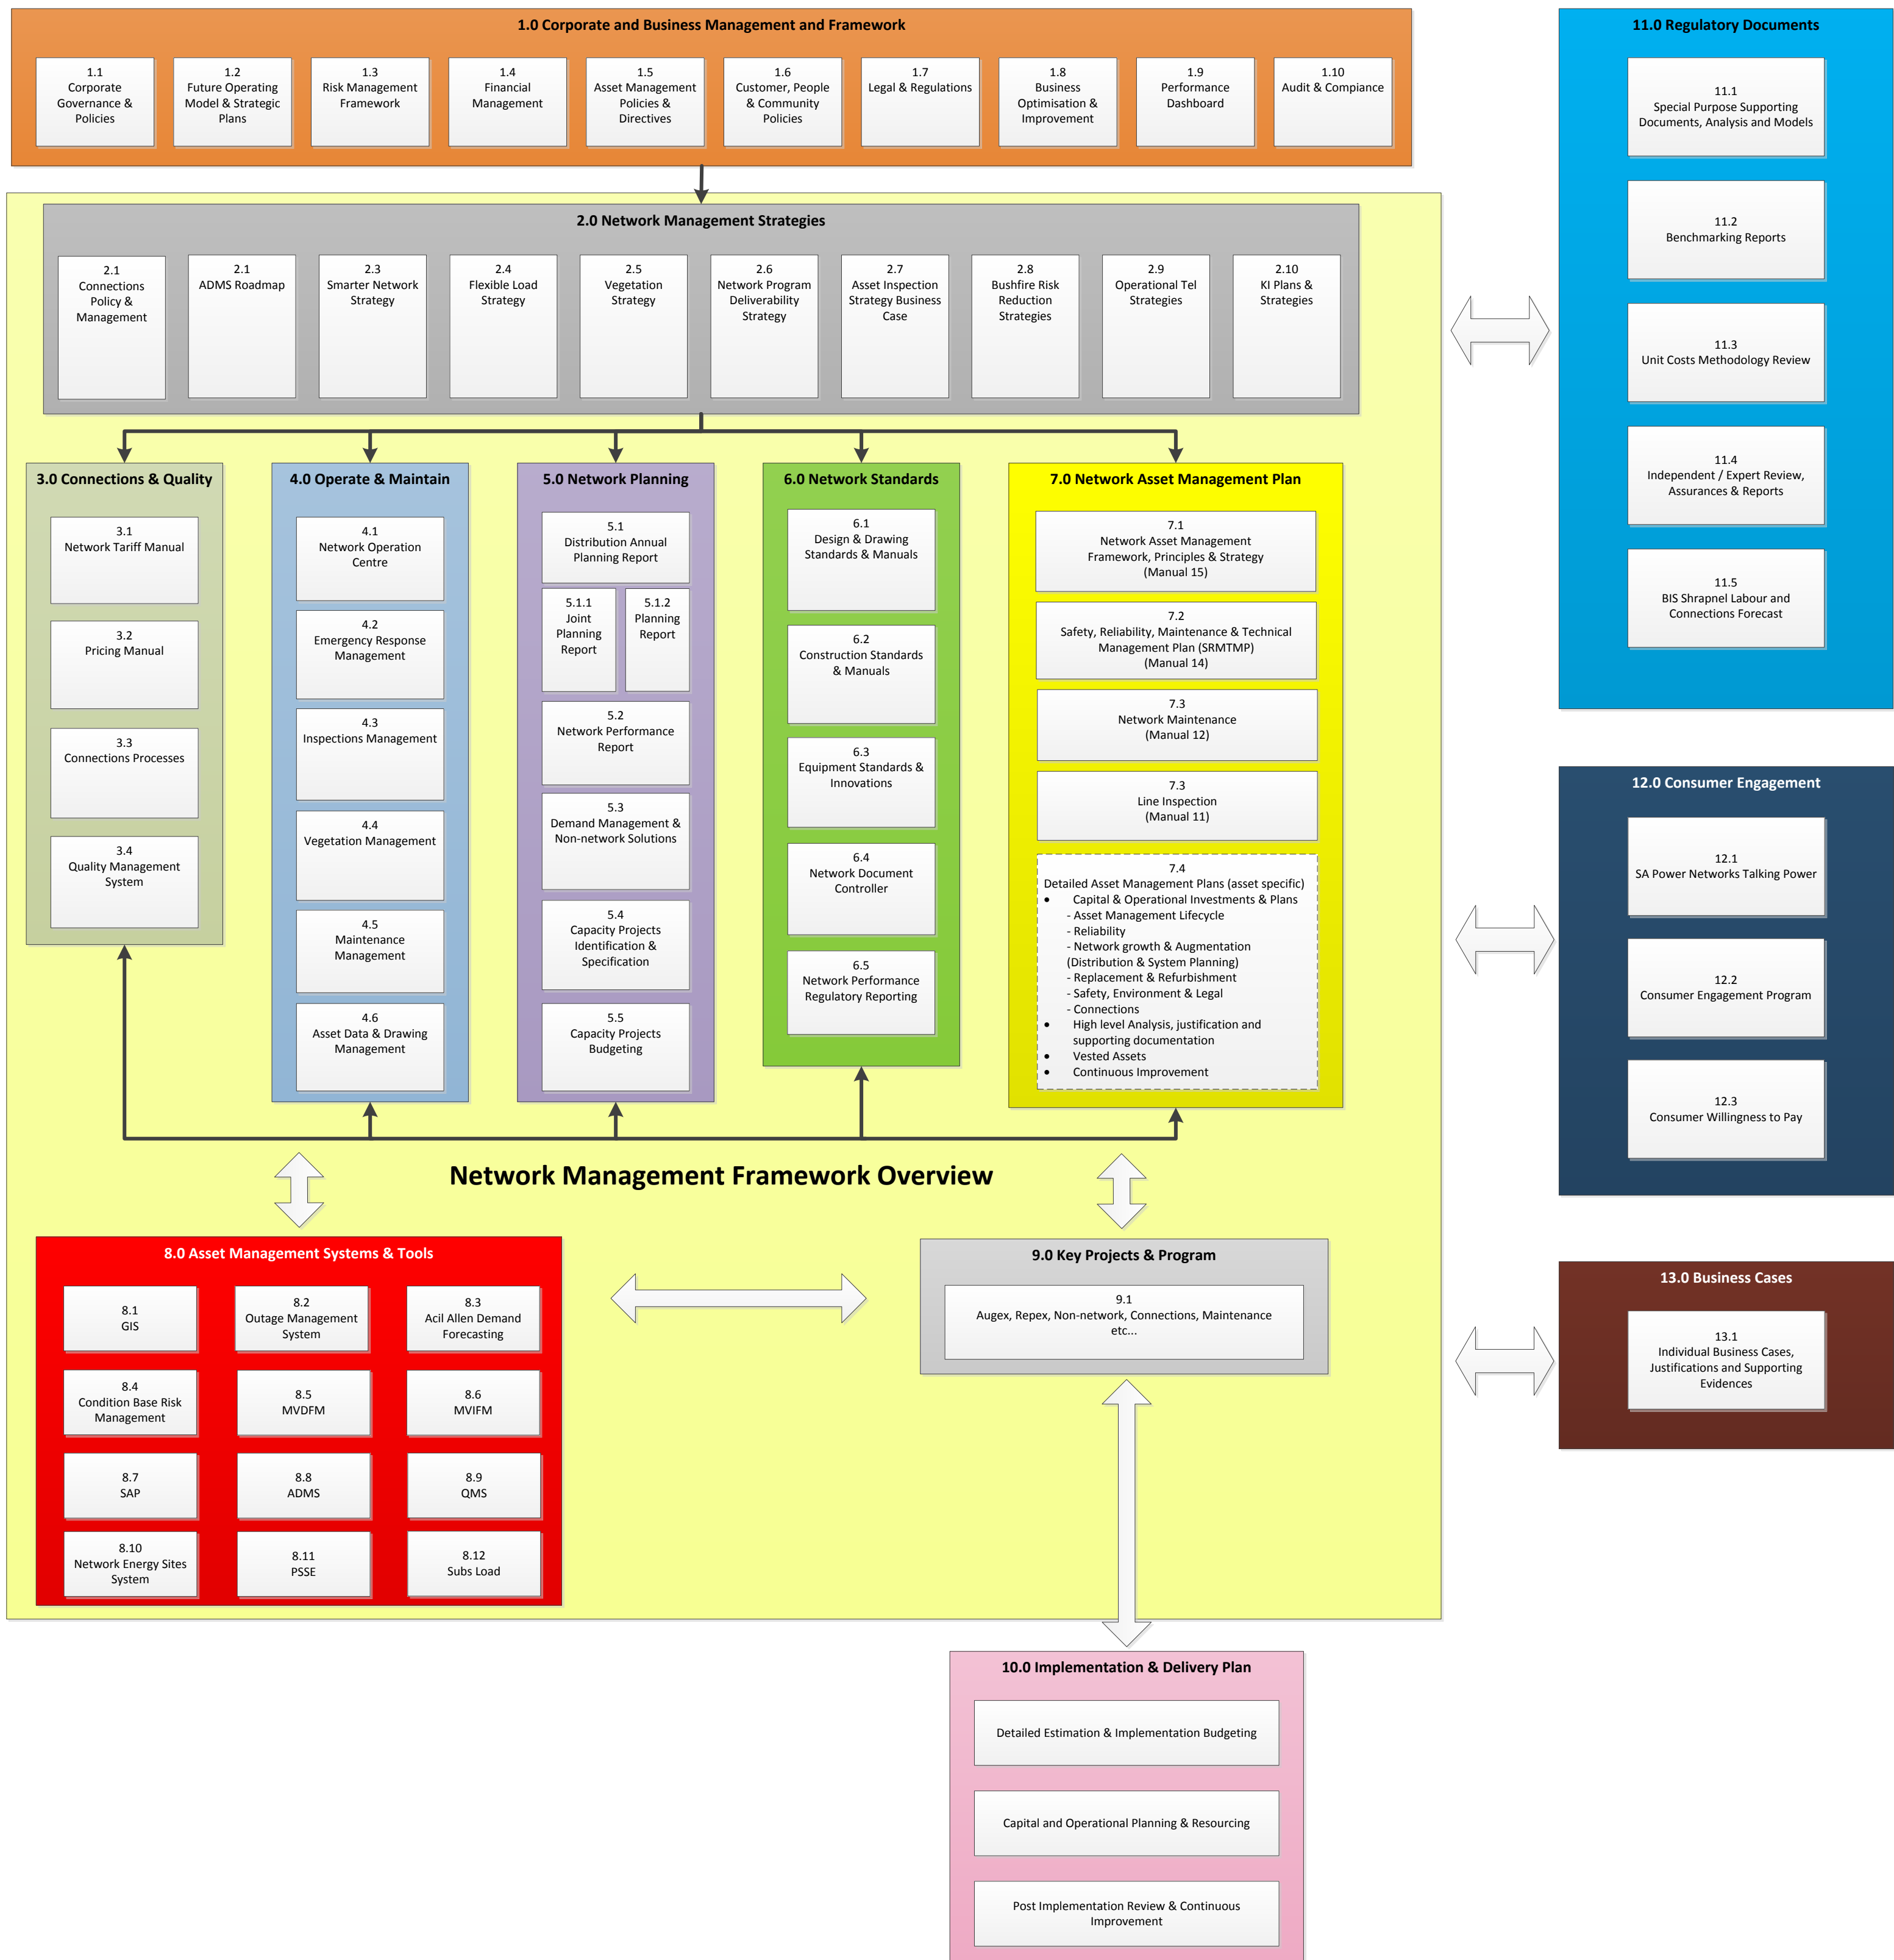 1.0 Corporate and Business Management and Framework
1.1
Corporate
Governance &
Policies
1.2
Future Operating
Model & Strategic
Plans
1.3
Risk Management
Framework
1.4
Financial
Management
1.5
Asset Management
Policies &
Directives
1.6
Customer, People
& Community
Policies
1.7
Legal & Regulations
1.8
Business
Optimisation &
Improvement
1.9
Performance
Dashboard
1.10
Audit & Compiance
2.0 Network Management Strategies
2.1
Connections
Policy &
Management
2.1
ADMS Roadmap
2.3
Smarter Network
Strategy
2.4
Flexible Load
Strategy
2.5
Vegetation
Strategy
2.6
Network Program
Deliverability
Strategy
2.7
Asset Inspection
Strategy Business
Case
2.8
Bushfire Risk
Reduction
Strategies
2.9
Operational Tel
Strategies
2.10
KI Plans &
Strategies
3.0 Connections & Quality
3.1
Network Tariff Manual
3.2
Pricing Manual
3.3
Connections Processes
3.4
Quality Management
System
4.0 Operate & Maintain
4.1
Network Operation
Centre
4.2
Emergency Response
Management
4.3
Inspections Management
4.4
Vegetation Management
4.5
Maintenance
Management
4.6
Asset Data & Drawing
Management
5.0 Network Planning
5.1
Distribution Annual
Planning Report
5.1.1
Joint
Planning
Report
5.1.2
Planning
Report
5.2
Network Performance
Report
5.3
Demand Management &
Non-network Solutions
5.4
Capacity Projects
Identification &
Specification
5.5
Capacity Projects
Budgeting
6.0 Network Standards
6.1
Design & Drawing
Standards & Manuals
6.2
Construction Standards
& Manuals
6.3
Equipment Standards &
Innovations
6.4
Network Document
Controller
6.5
Network Performance
Regulatory Reporting
7.0 Network Asset Management Plan
7.1
Network Asset Management
Framework, Principles & Strategy
(Manual 15)
7.2
Safety, Reliability, Maintenance & Technical
Management Plan (SRMTMP)
(Manual 14)
7.3
Network Maintenance
(Manual 12)
7.3
Line Inspection
(Manual 11)
7.4
Detailed Asset Management Plans (asset specific)
• Capital & Operational Investments & Plans
- Asset Management Lifecycle
- Reliability
- Network growth & Augmentation
(Distribution & System Planning)
- Replacement & Refurbishment
- Safety, Environment & Legal
- Connections
• High level Analysis, justification and
supporting documentation
• Vested Assets
• Continuous Improvement
Network Management Framework Overview
8.0 Asset Management Systems & Tools
8.1
GIS
8.2
Outage Management
System
8.3
Acil Allen Demand
Forecasting
8.4
Condition Base Risk
Management
8.5
MVDFM
8.6
MVIFM
8.7
SAP
8.8
ADMS
8.9
QMS
8.10
Network Energy Sites
System
8.11
PSSE
8.12
Subs Load
9.0 Key Projects & Program
9.1
Augex, Repex, Non-network, Connections, Maintenance
etc...
10.0 Implementation & Delivery Plan
Detailed Estimation & Implementation Budgeting
Capital and Operational Planning & Resourcing
Post Implementation Review & Continuous
Improvement
11.0 Regulatory Documents
11.1
Special Purpose Supporting
Documents, Analysis and Models
11.2
Benchmarking Reports
11.3
Unit Costs Methodology Review
11.4
Independent / Expert Review,
Assurances & Reports
11.5
BIS Shrapnel Labour and
Connections Forecast
12.0 Consumer Engagement
12.1
SA Power Networks Talking Power
12.2
Consumer Engagement Program
12.3
Consumer Willingness to Pay
13.0 Business Cases
13.1
Individual Business Cases,
Justifications and Supporting
Evidences